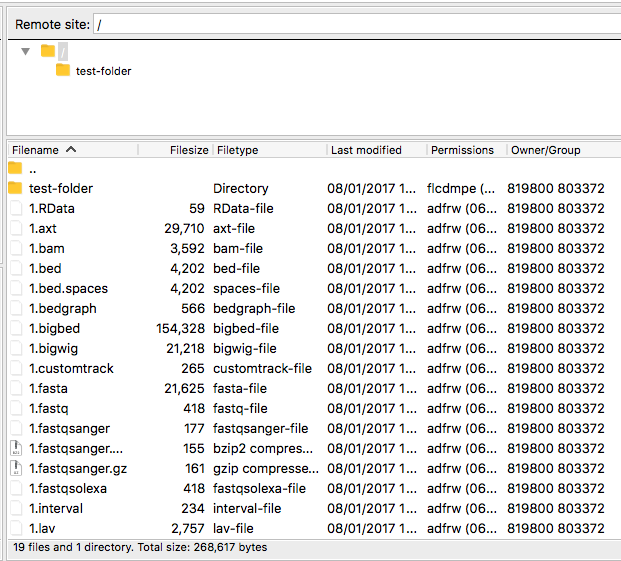 Remote site: /
/
test-folder
Filename Filesize Filetype Last modified Permissions Owner/Group
..
test-folder Directory 08/01/2017 1... flcdmpe (... 819800 803372
1.RData 59 RData-file 08/01/2017 1... adfrw (06... 819800 803372
1.axt 29,710 axt-file 08/01/2017 1... adfrw (06... 819800 803372
1.bam 3,592 bam-file 08/01/2017 1... adfrw (06... 819800 803372
1.bed 4,202 bed-file 08/01/2017 1... adfrw (06... 819800 803372
1.bed.spaces 4,202 spaces-file 08/01/2017 1... adfrw (06... 819800 803372
1.bedgraph 566 bedgraph-file 08/01/2017 1... adfrw (06... 819800 803372
1.bigbed 154,328 bigbed-file 08/01/2017 1... adfrw (06... 819800 803372
1.bigwig 21,218 bigwig-file 08/01/2017 1... adfrw (06... 819800 803372
1.customtrack 265 customtrack-file 08/01/2017 1... adfrw (06... 819800 803372
1.fasta 21,625 fasta-file 08/01/2017 1... adfrw (06... 819800 803372
1.fastq 418 fastq-file 08/01/2017 1... adfrw (06... 819800 803372
1.fastqsanger 177 fastqsanger-file 08/01/2017 1... adfrw (06... 819800 803372
1.fastqsanger.... 155 bzip2 compres... 08/01/2017 1... adfrw (06... 819800 803372
1.fastqsanger.gz 161 gzip compresse... 08/01/2017 1... adfrw (06... 819800 803372
1.fastqsolexa 418 fastqsolexa-file 08/01/2017 1... adfrw (06... 819800 803372
1.interval 234 interval-file 08/01/2017 1... adfrw (06... 819800 803372
1.lav 2,757 lav-file 08/01/2017 1... adfrw (06... 819800 803372
19 files and 1 directory. Total size: 268,617 bytes